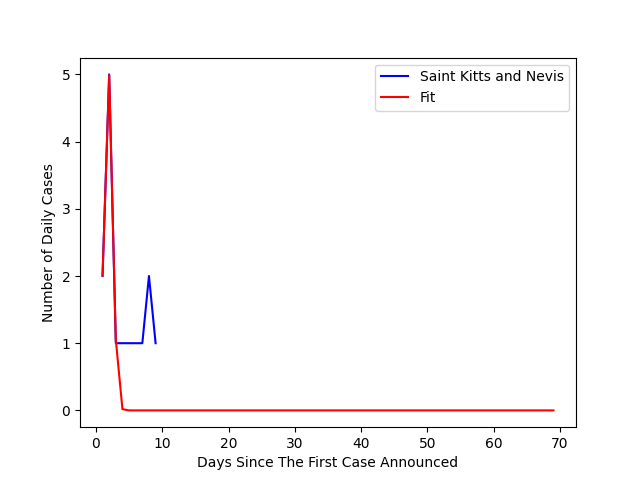 Saint Kitts and Nevis
Fit
5
4
3
2
1
0
Number of Daily Cases
0 10 20 30 40 50 60 70
Days Since The First Case Announced